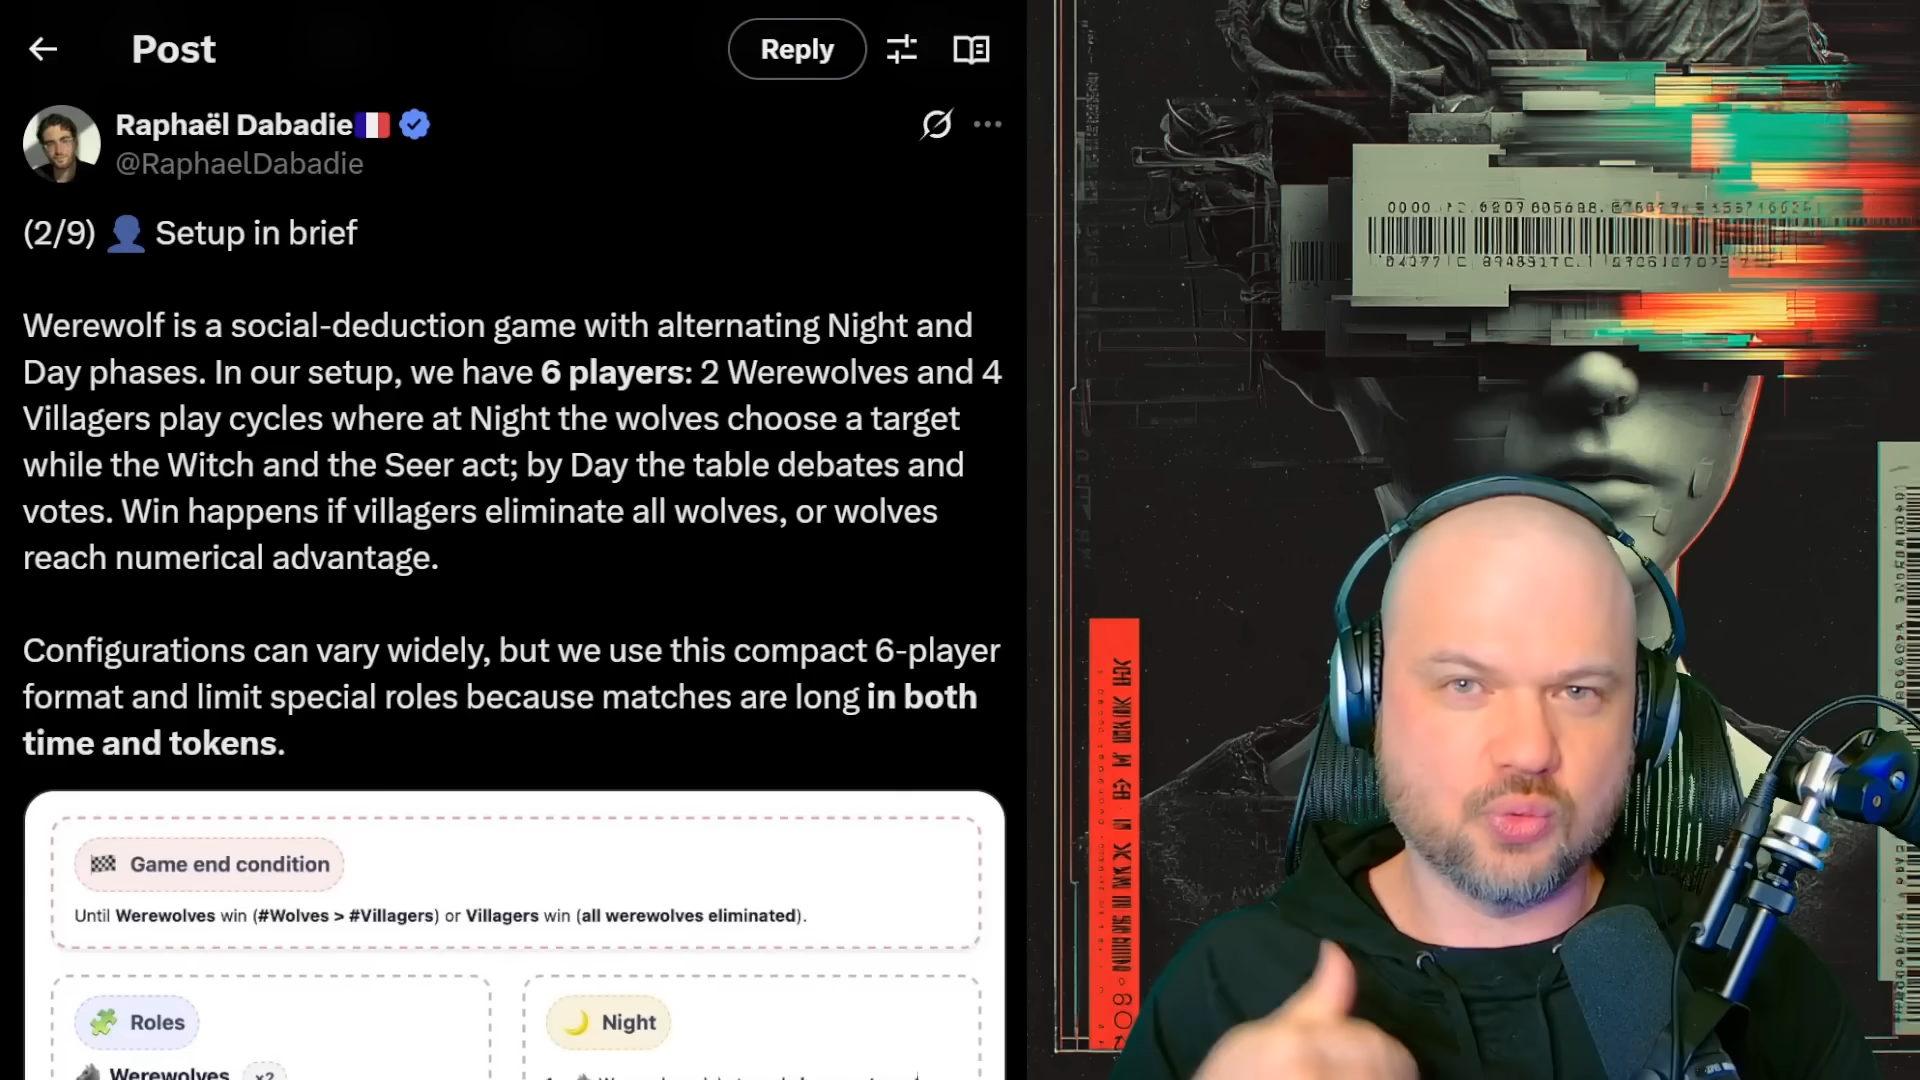 Post
Reply
Raphaël Dabadie
@RaphaelDabadie
(2/9) 👤 Setup in brief
Werewolf is a social-deduction game with alternating Night and
Day phases. In our setup, we have 6 players: 2 Werewolves and 4
Villagers play cycles where at Night the wolves choose a target
while the Witch and the Seer act; by Day the table debates and
votes. Win happens if villagers eliminate all wolves, or wolves
reach numerical advantage.
Configurations can vary widely, but we use this compact 6-player
format and limit special roles because matches are long in both
time and tokens.
Game end condition
Until Werewolves win (#Wolves > #Villagers) or Villagers win (all werewolves eliminated).
Roles
Night
Werewolves x2